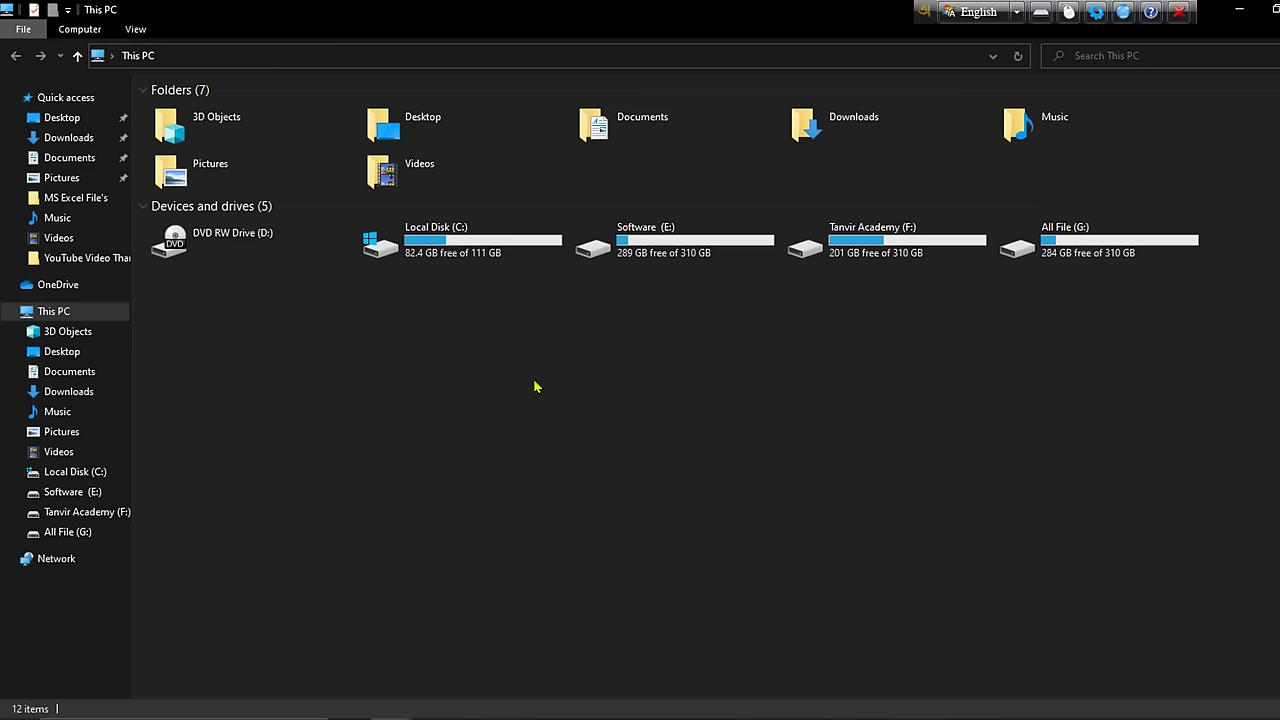 This PC
অ English
File Computer View
This PC
Search This PC
Quick access
Desktop
Downloads
Documents
Pictures
MS Excel File's
Music
Videos
YouTube Video Than
OneDrive
This PC
3D Objects
Desktop
Documents
Downloads
Music
Pictures
Videos
Local Disk (C:)
Software (E:)
Tanvir Academy (F:)
All File (G:)
Network
Folders (7)
3D Objects
Desktop
Documents
Downloads
Music
Pictures
Videos
Devices and drives (5)
DVD
DVD RW Drive (D:)
Local Disk (C:)
82.4 GB free of 111 GB
Software (E:)
289 GB free of 310 GB
Tanvir Academy (F:)
201 GB free of 310 GB
All File (G:)
284 GB free of 310 GB
12 items